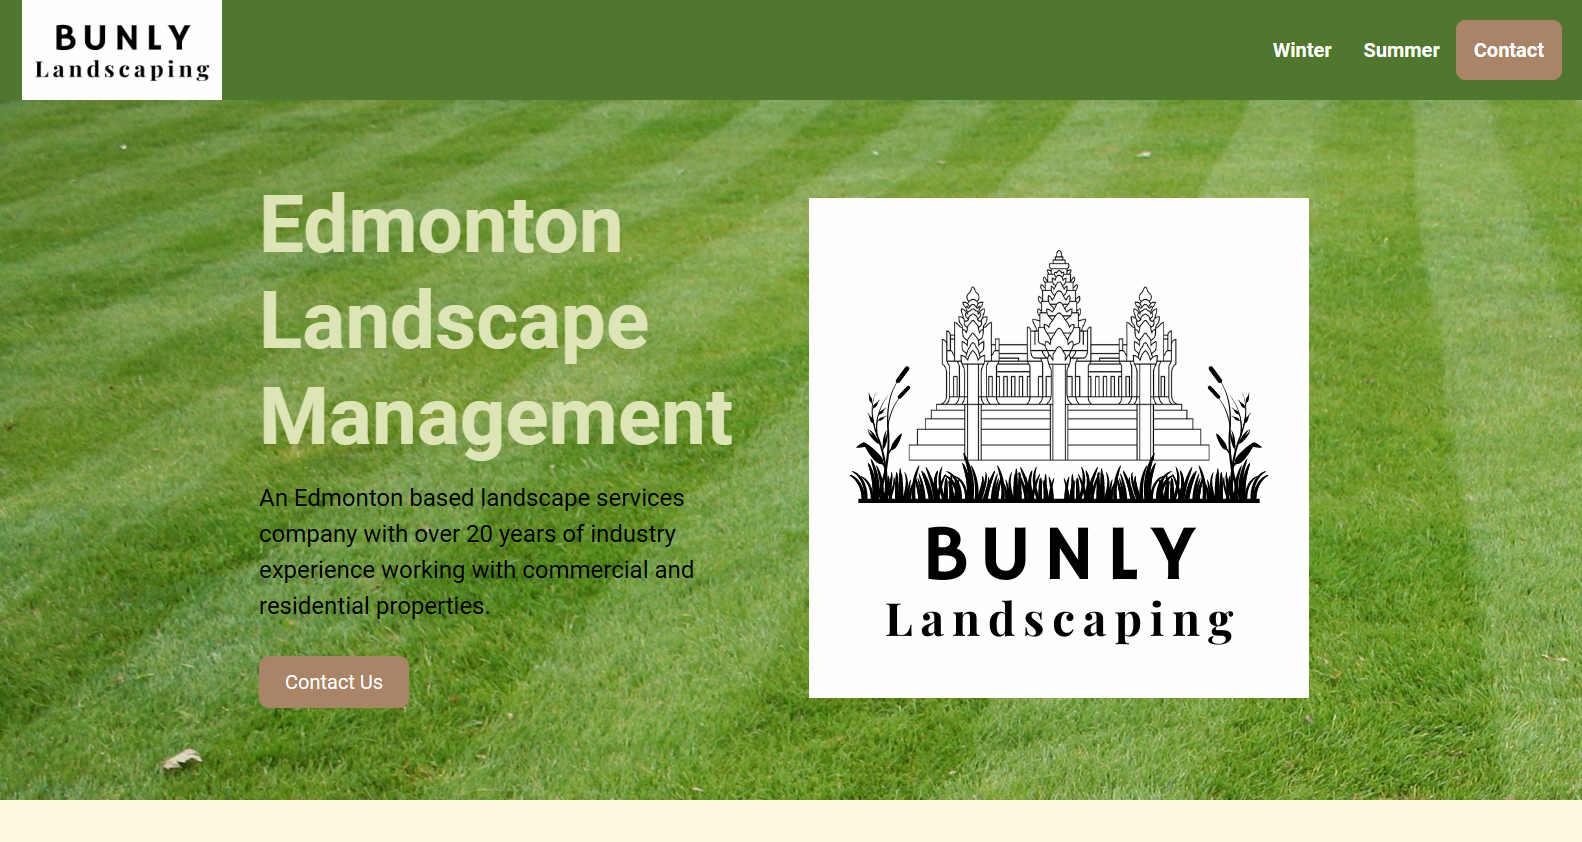 BUNLY
Landscaping
Winter
Summer
Contact
Edmonton
Landscape
Management
An Edmonton based landscape services
company with over 20 years of industry
experience working with commercial and
residential properties.
Contact Us
BUNLY
Landscaping